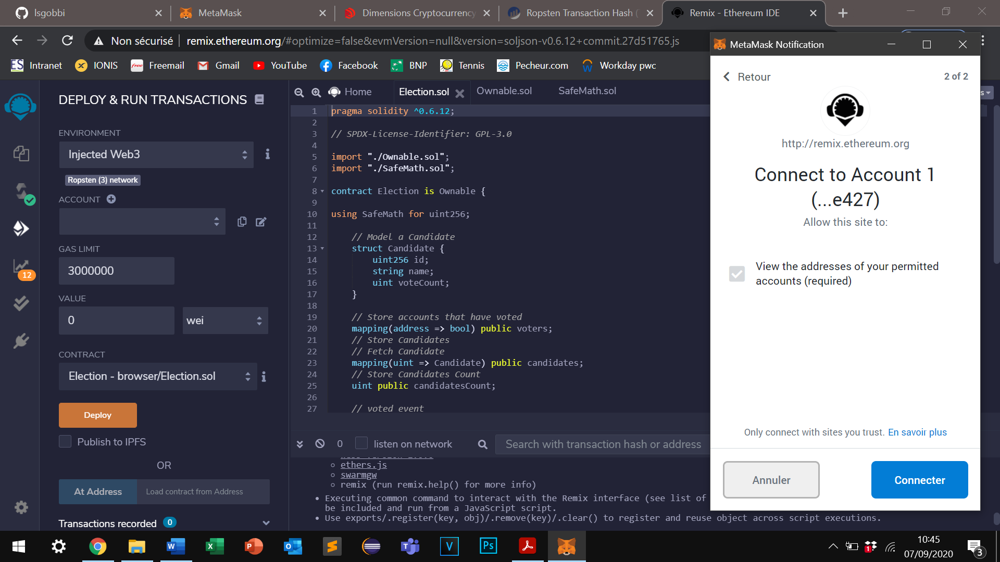 lsgobbi
MetaMask
Dimensions Cryptocurrency
Ropsten Transaction Hash (
Remix - Ethereum IDE
Non sécurisé
remix.ethereum.org/#optimize=false&evmVersion=null&version=soljson-v0.6.12+commit.27d51765.js
Intranet
IONIS
Freemail
Gmail
YouTube
Facebook
BNP
Tennis
Pecheur.com
Workday pwc
DEPLOY & RUN TRANSACTIONS
ENVIRONMENT
Injected Web3
Ropsten (3) network
ACCOUNT
GAS LIMIT
3000000
VALUE
0
wei
CONTRACT
Election - browser/Election.sol
Deploy
Publish to IPFS
OR
At Address
Load contract from Address
Transactions recorded 0
12
Home
Election.sol
Ownable.sol
SafeMath.sol
1 pragma solidity ^0.6.12;
2
3 // SPDX-License-Identifier: GPL-3.0
4
5 import "./Ownable.sol";
6 import "./SafeMath.sol";
7
8 contract Election is Ownable {
9
10 using SafeMath for uint256;
11
12 // Model a Candidate
13 struct Candidate {
14 uint256 id;
15 string name;
16 uint voteCount;
17 }
18
19 // Store accounts that have voted
20 mapping(address => bool) public voters;
21 // Store Candidates
22 // Fetch Candidate
23 mapping(uint => Candidate) public candidates;
24 // Store Candidates Count
25 uint public candidatesCount;
26
27 // voted event
0
listen on network
Search with transaction hash or address
ethers.js
swarmgw
remix (run remix.help() for more info)
Executing common command to interact with the Remix interface (see list of
be included and run from a JavaScript script.
Use exports/.register(key, obj)/.remove(key)/.clear() to register and reuse object across script executions.
MetaMask Notification
Retour
2 of 2
http://remix.ethereum.org
Connect to Account 1
(...e427)
Allow this site to:
View the addresses of your permitted
accounts (required)
Only connect with sites you trust. En savoir plus
Annuler
Connecter
10:45
07/09/2020
3